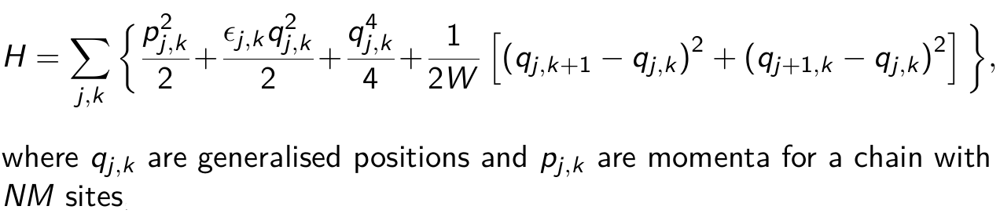 H = \sum_{j,k} \left\{ \frac{p_{j,k}^2}{2} + \frac{\epsilon_{j,k} q_{j,k}^2}{2} + \frac{q_{j,k}^4}{4} + \frac{1}{2W} \left[ (q_{j,k+1} - q_{j,k})^2 + (q_{j+1,k} - q_{j,k})^2 \right] \right\},
where q_{j,k} are generalised positions and p_{j,k} are momenta for a chain with
NM sites